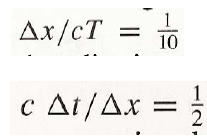 Δx/cT = 1/10
c Δt/Δx = 1/2